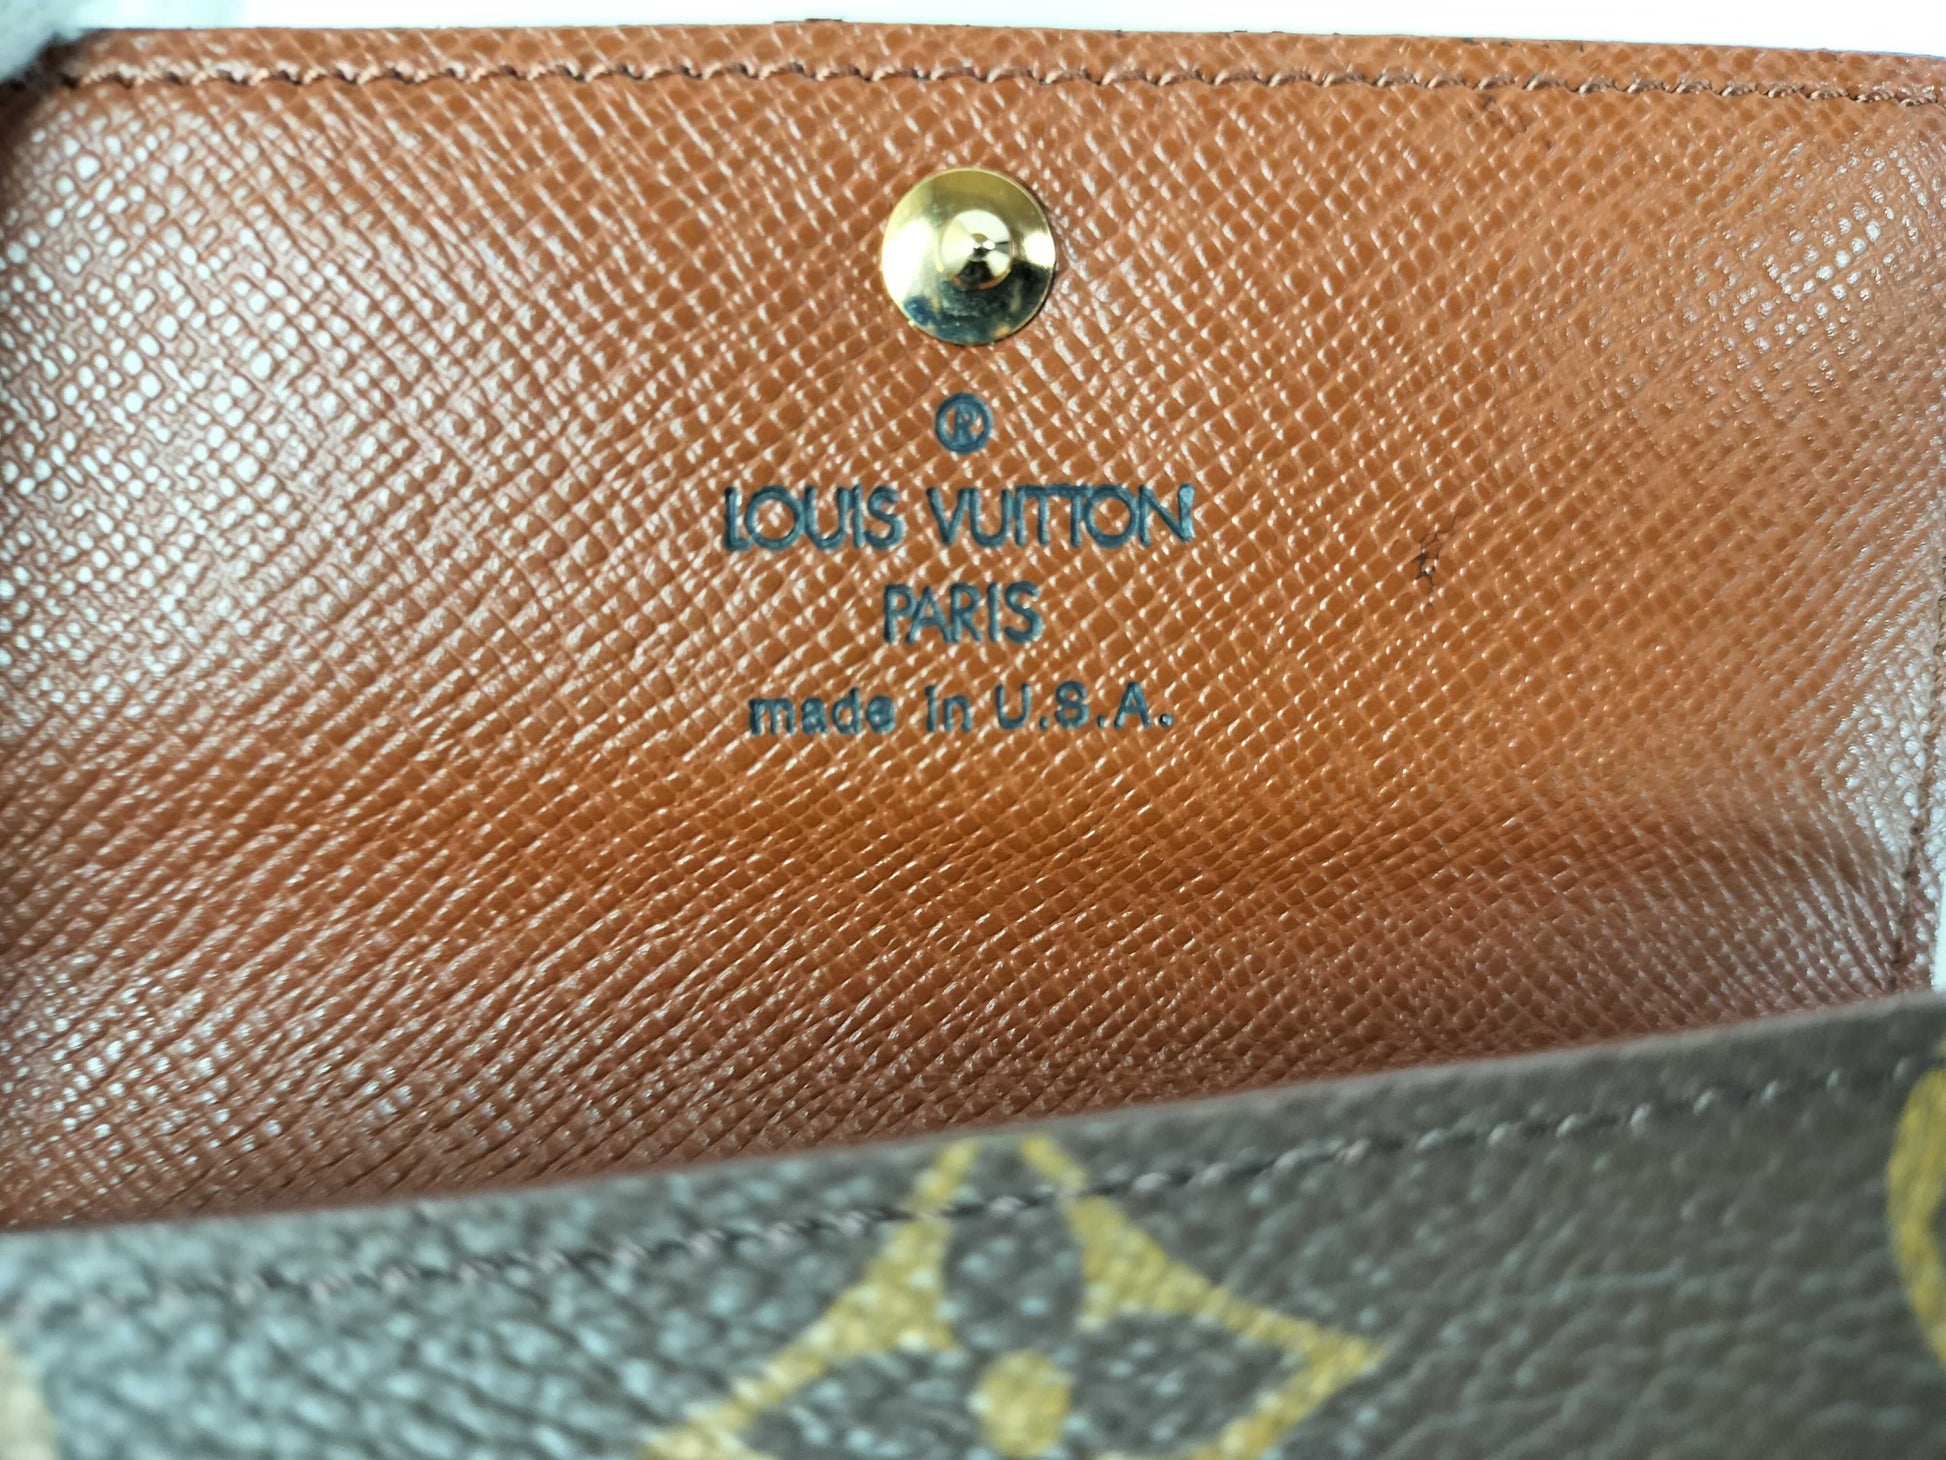 ®
LOUIS VUITTON
PARIS
made in U.S.A.